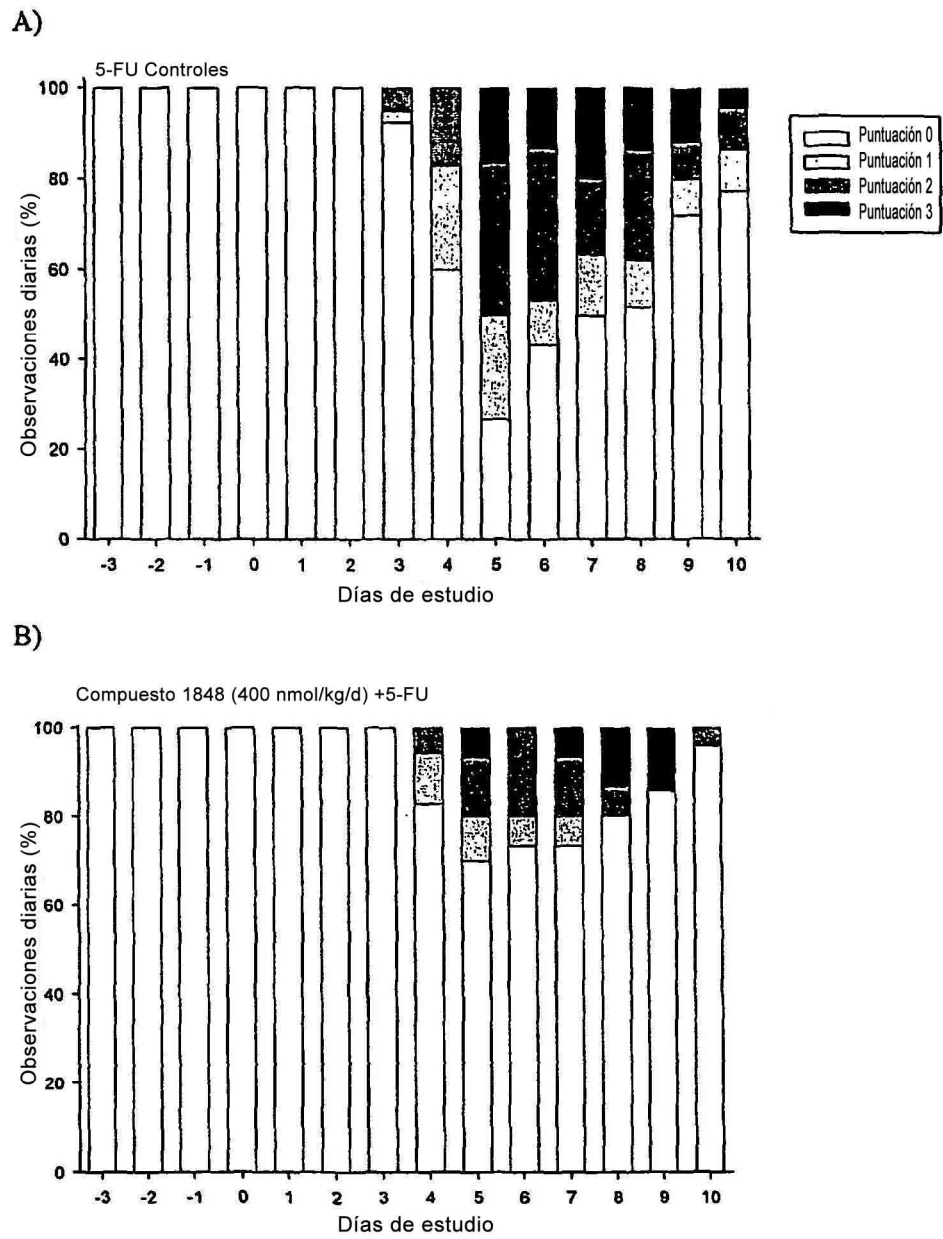 A)
5-FU Controles
100
80
60
40
20
0
Observaciones diarias (%)
-3 -2 -1 0 1 2 3 4 5 6 7 8 9 10
Días de estudio
Puntuación 0
Puntuación 1
Puntuación 2
Puntuación 3
B)
Compuesto 1848 (400 nmol/kg/d) +5-FU
100
80
60
40
20
0
Observaciones diarias (%)
-3 -2 -1 0 1 2 3 4 5 6 7 8 9 10
Días de estudio